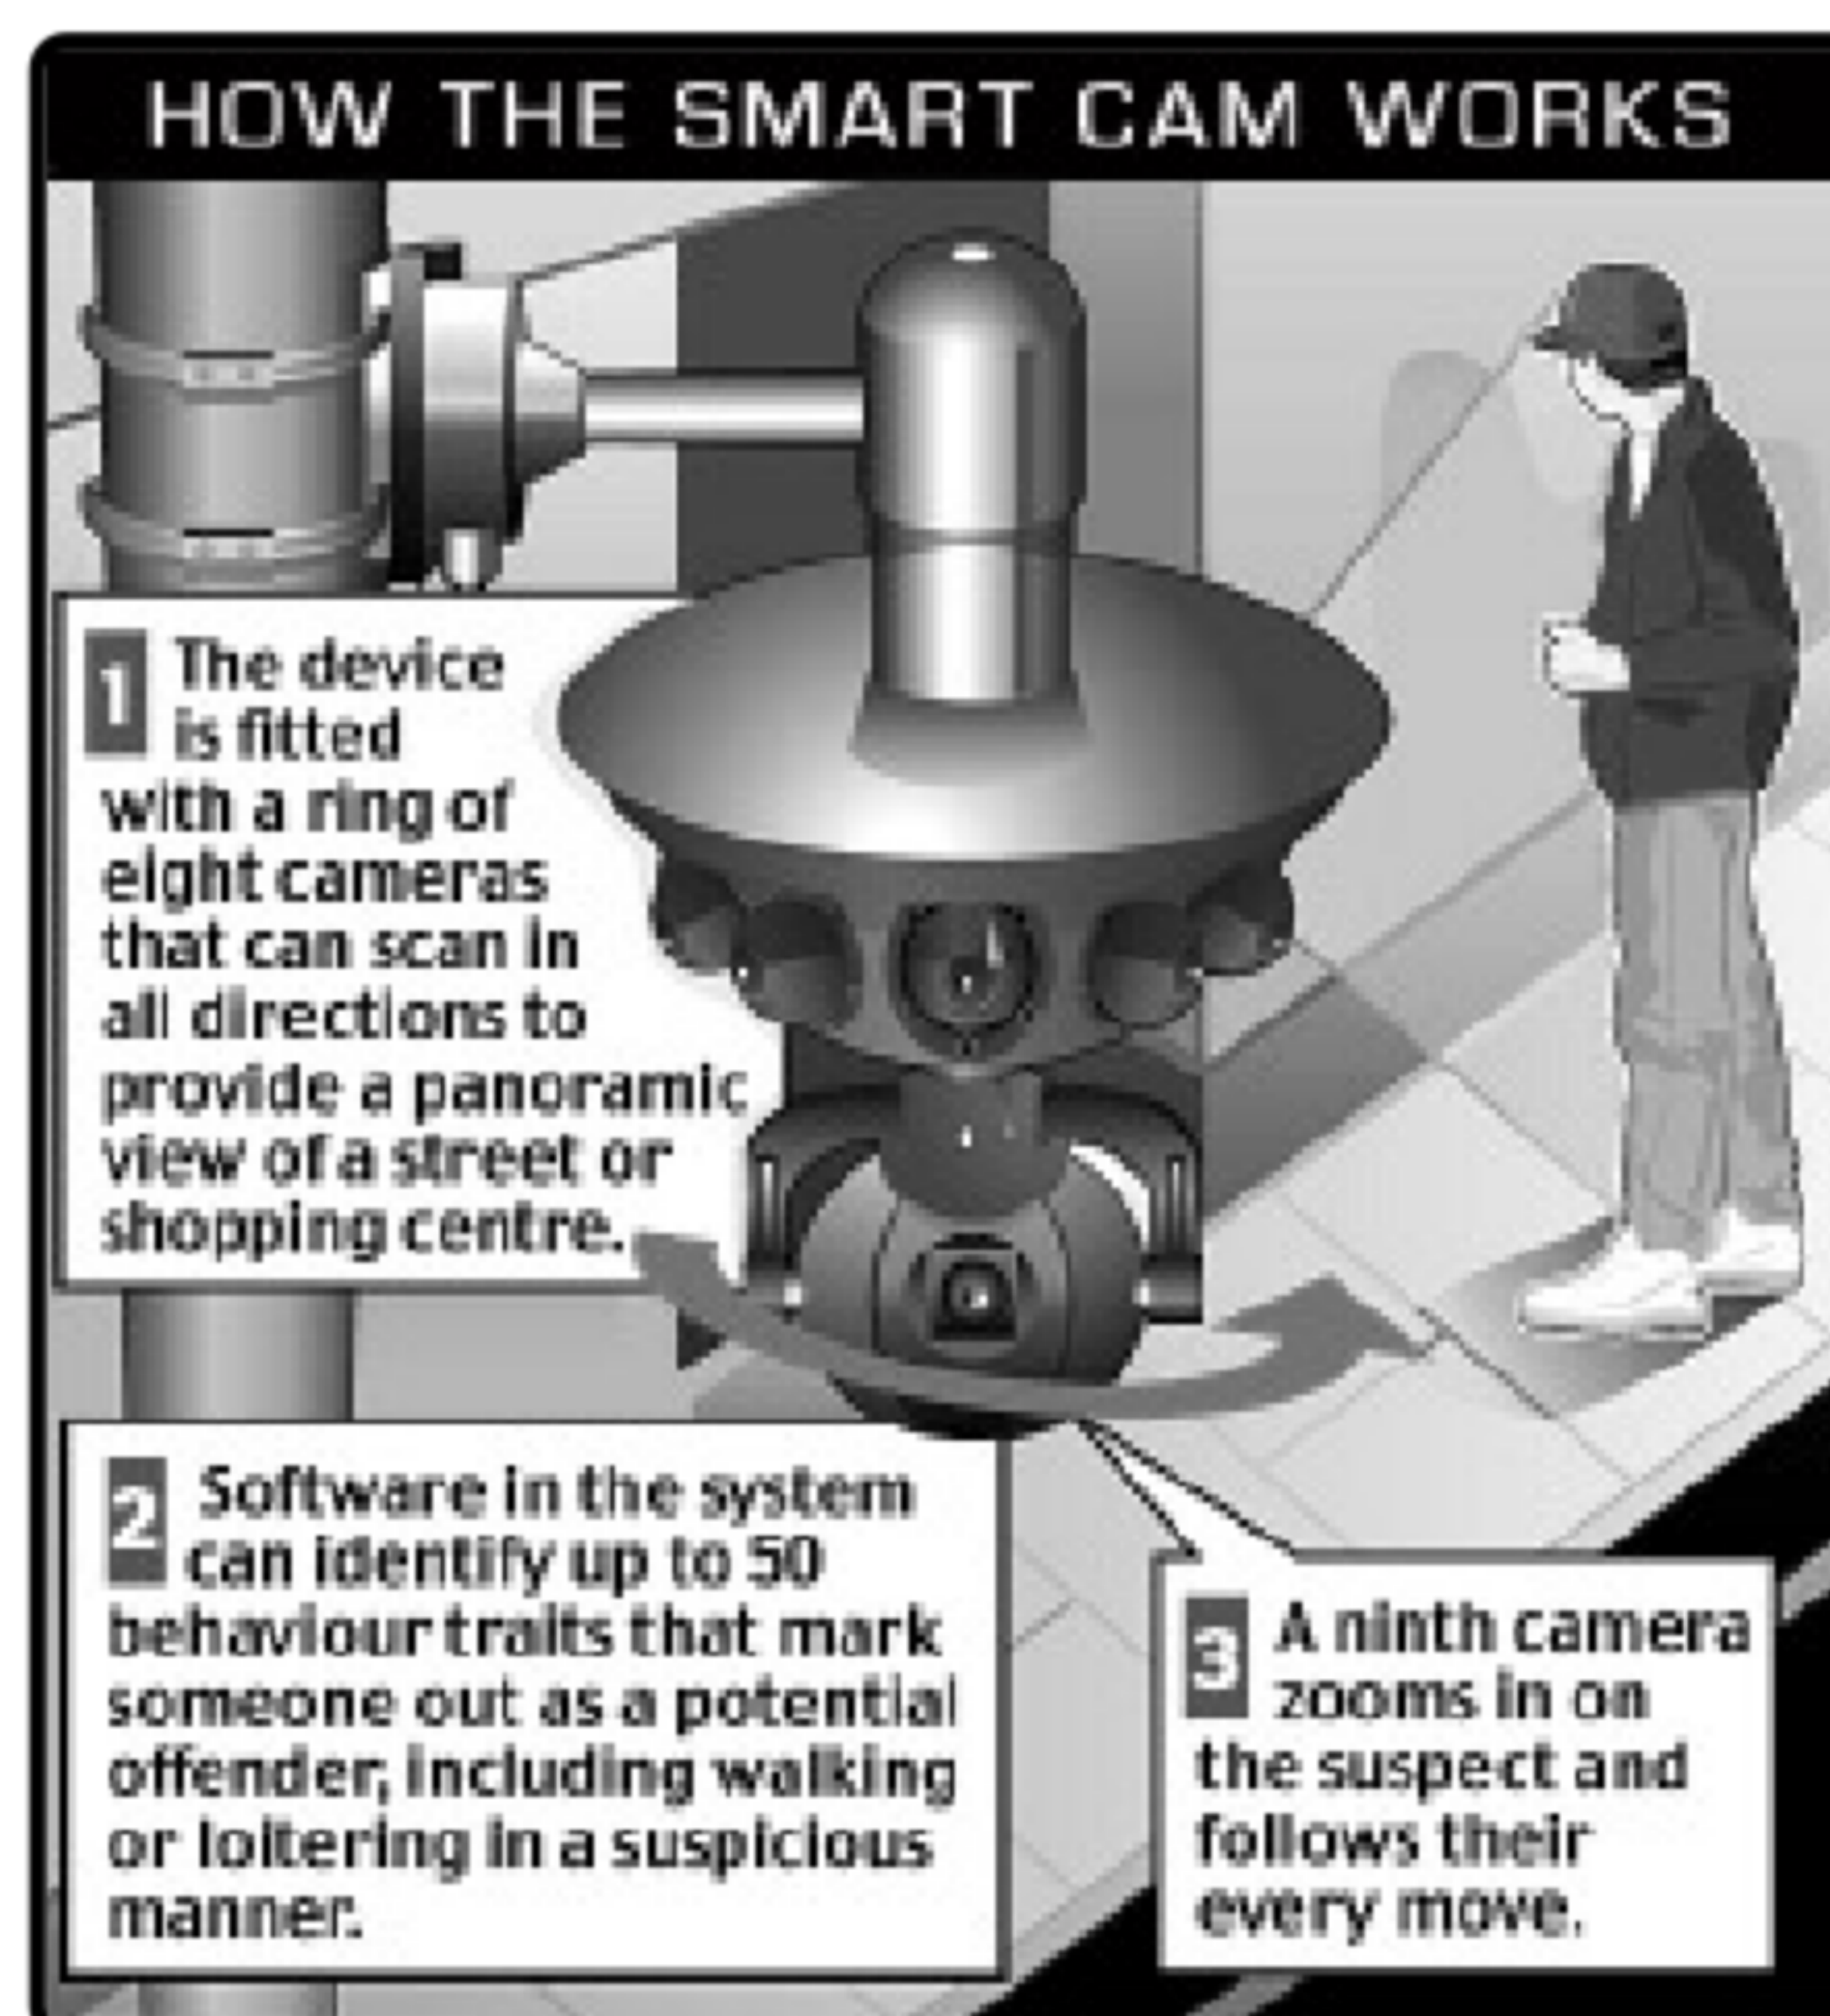 HOW THE SMART CAM WORKS
1 The device
is fitted
with a ring of
eight cameras
that can scan in
all directions to
provide a panoramic
view of a street or
shopping centre.
2 Software in the system
can identify up to 50
behaviour traits that mark
someone out as a potential
offender, including walking
or loitering in a suspicious
manner.
3 A ninth camera
zooms in on
the suspect and
follows their
every move.